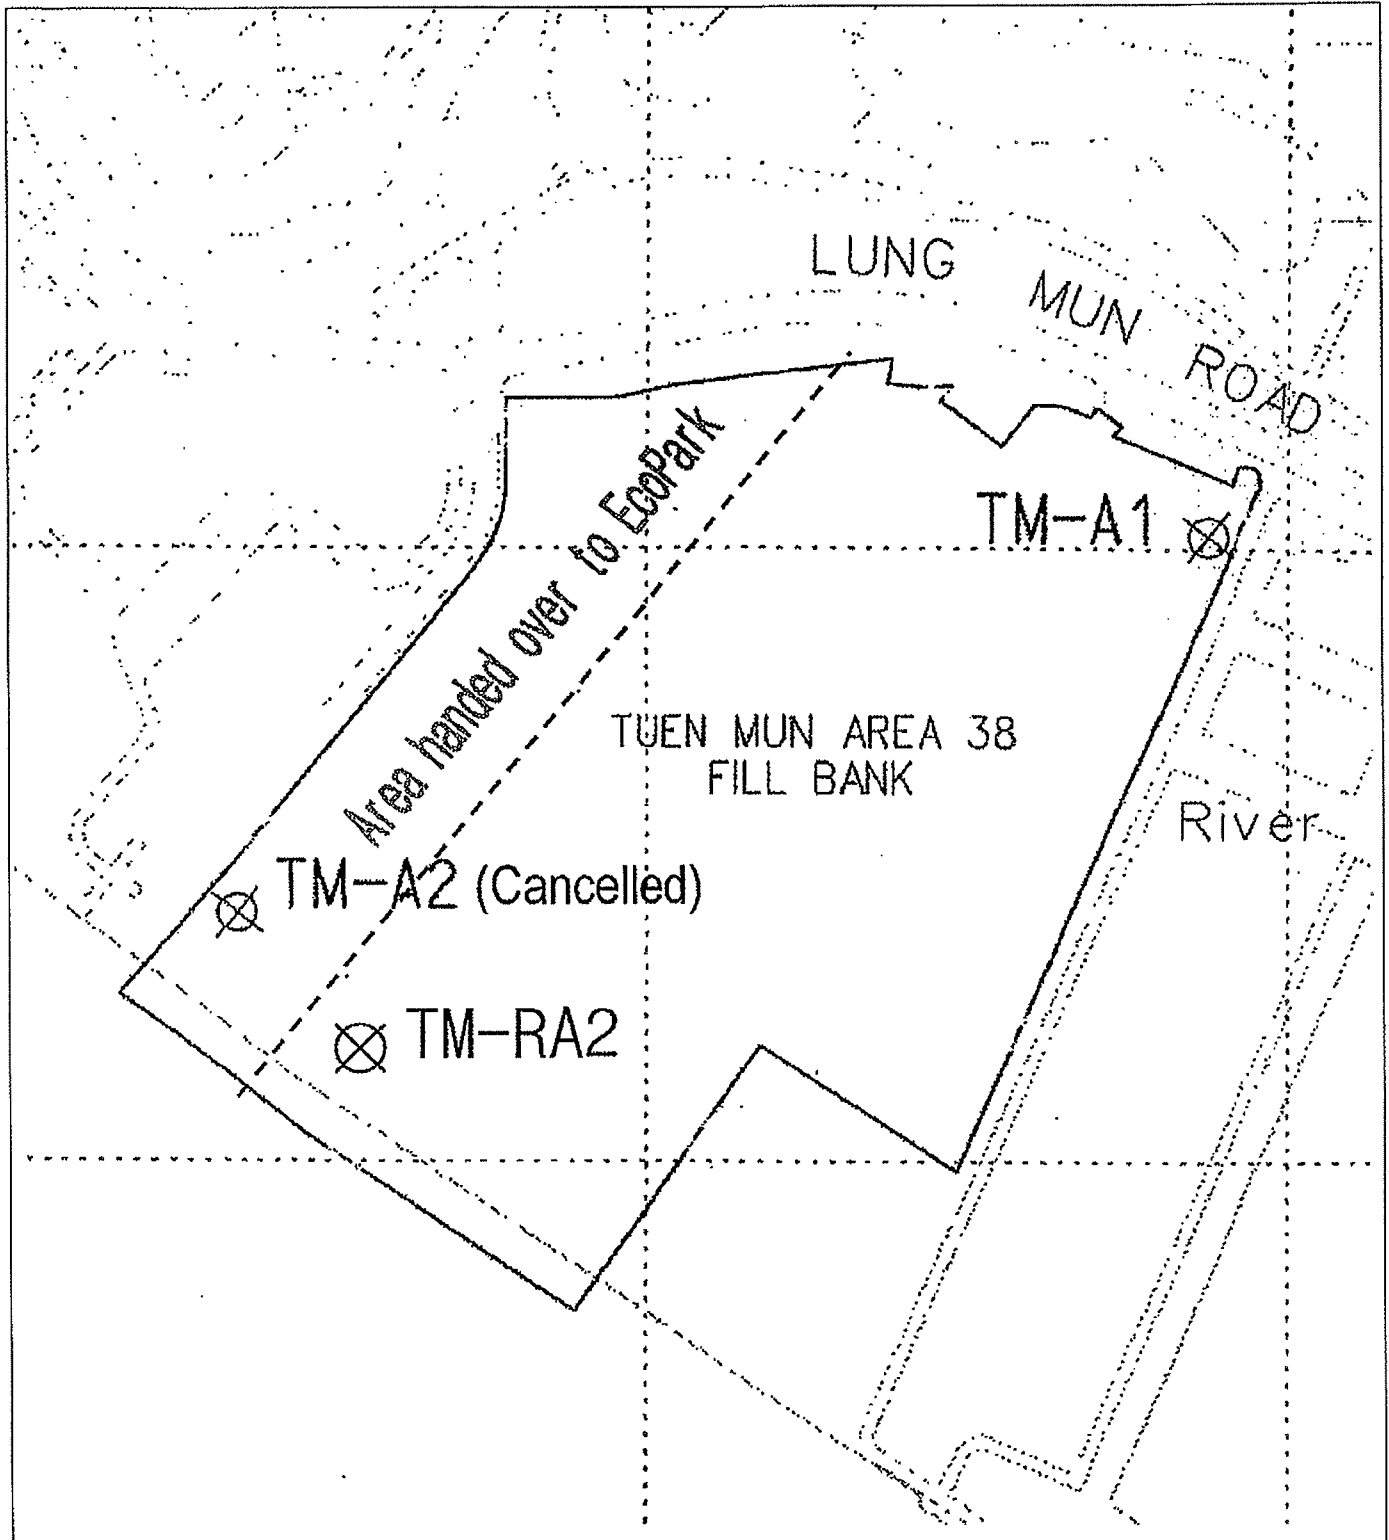 LUNG MUN ROAD
Area handed over to EcoPark
TM-A1
TUEN MUN AREA 38
FILL BANK
River
TM-A2 (Cancelled)
TM-RA2